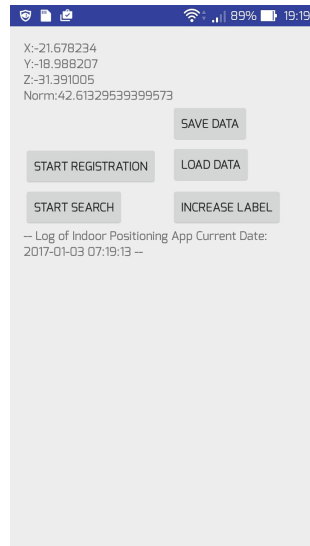 89% 19:19
X:-21.678234
Y:-18.988207
Z:-31.391005
Norm:42.61329539399573
SAVE DATA
START REGISTRATION
LOAD DATA
START SEARCH
INCREASE LABEL
-- Log of Indoor Positioning App Current Date:
2017-01-03 07:19:13 --